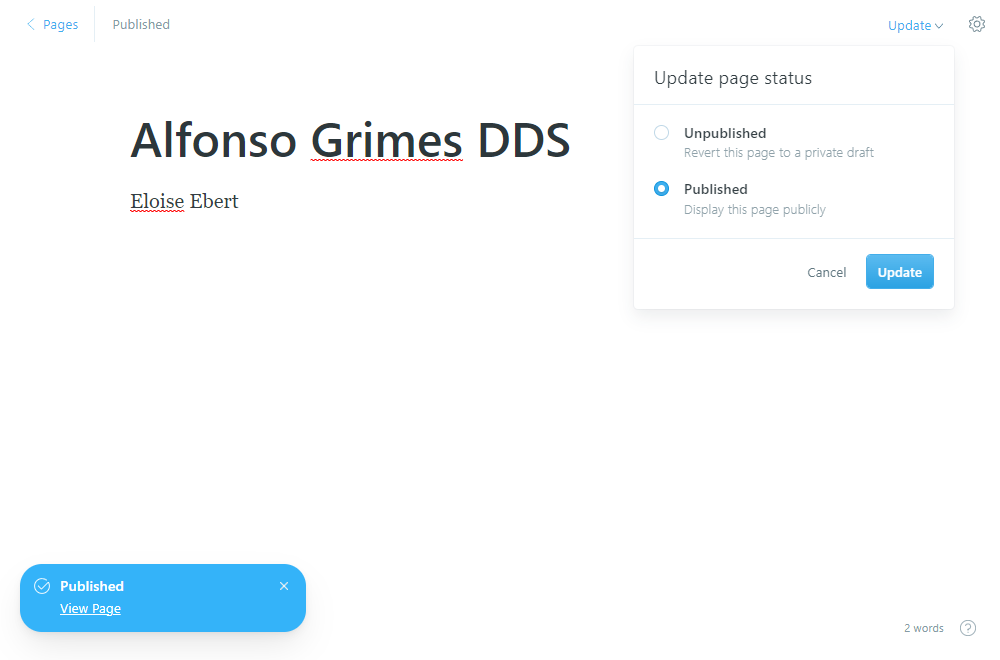 Pages
Published
Update
Update page status
Alfonso Grimes DDS
Unpublished
Revert this page to a private draft
Published
Eloise Ebert
Display this page publicly
Cancel
Update
Published
View Page
2 words
?